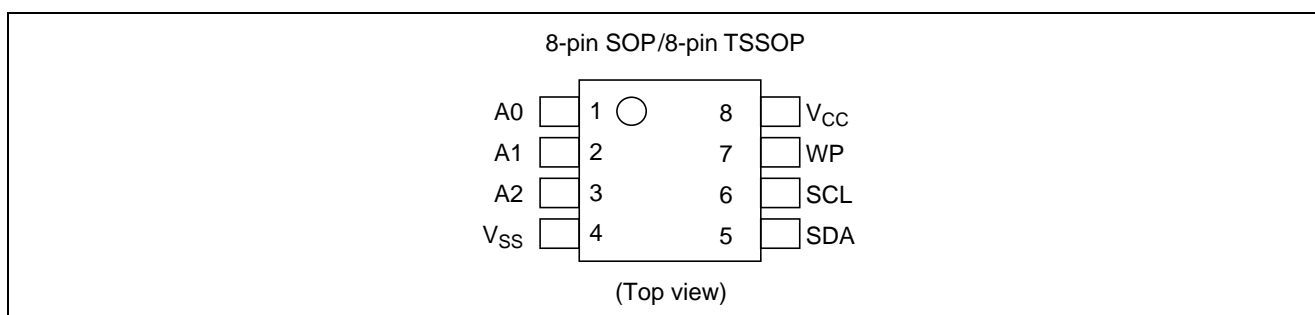 8-pin SOP/8-pin TSSOP
A0 1 8 VCC
A1 2 7 WP
A2 3 6 SCL
VSS 4 5 SDA
(Top view)